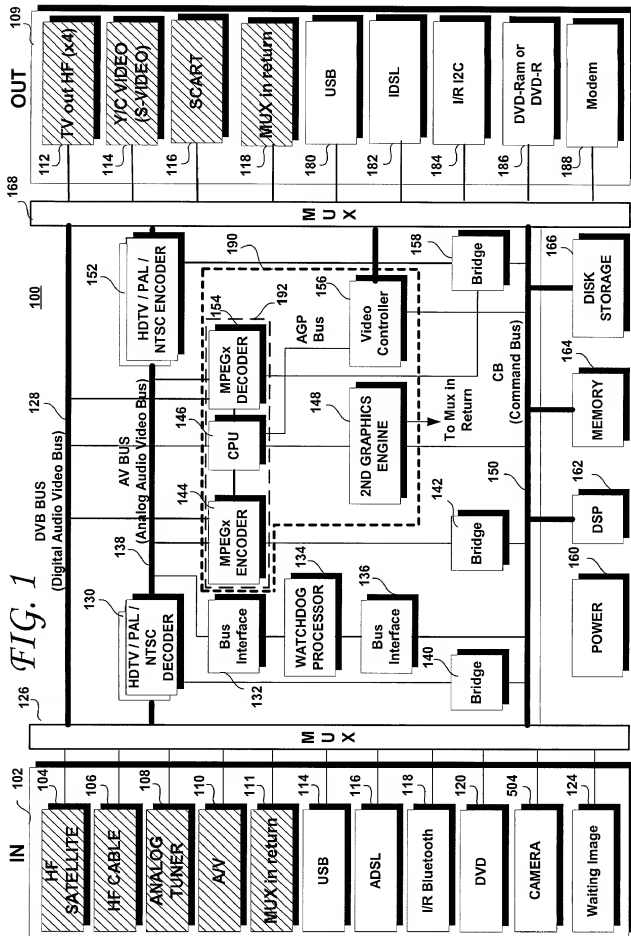 FIG. 1
100
IN
102
HF
SATELLITE
104
HF CABLE
106
ANALOG
TUNER
108
A/V
110
MUX in return
111
USB
114
ADSL
116
I/R Bluetooth
118
DVD
120
CAMERA
504
Waiting Image
124
126
MUX
DVB BUS
(Digital Audio Video Bus)
128
AV BUS
(Analog Audio Video Bus)
138
130
HDTV / PAL /
NTSC
DECODER
Bus
Interface
132
WATCHDOG
PROCESSOR
134
Bus
Interface
136
Bridge
140
MPEGx
ENCODER
144
CPU
146
MPEGx
DECODER
154
192
190
HDTV / PAL /
NTSC ENCODER
152
AGP
Bus
2ND GRAPHICS
ENGINE
148
Video
Controller
156
To Mux in
Return
Bridge
142
Bridge
158
150
CB
(Command Bus)
POWER
160
DSP
162
MEMORY
164
DISK
STORAGE
166
MUX
168
OUT
109
TV out HF (x4)
112
Y/C VIDEO
(S-VIDEO)
114
SCART
116
MUX in return
118
USB
180
IDSL
182
I/R I2C
184
DVD-Ram or
DVD-R
186
Modem
188